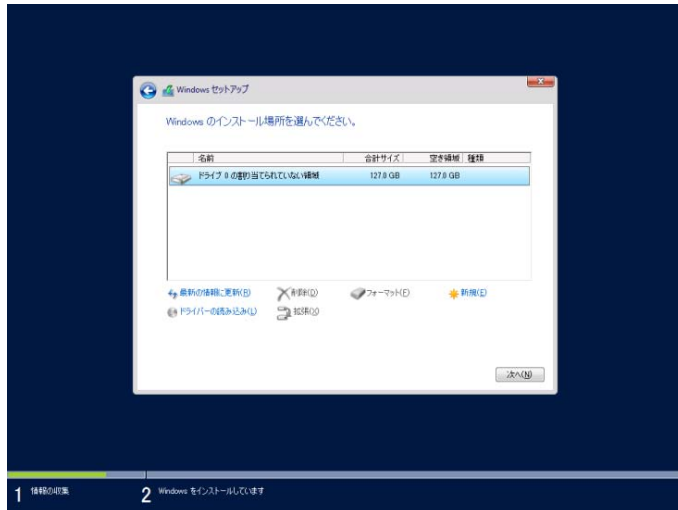 Windows セットアップ
Windows のインストール場所を選んでください。
名前 合計サイズ 空き領域 種類
ドライブ 0 の割り当てられていない領域 127.0 GB 127.0 GB
最新の情報に更新(R) 削除(D) フォーマット(F) 新規(E)
ドライバーの読み込み(L) 拡張(X)
次へ(N)
1 情報の収集 2 Windows をインストールしています